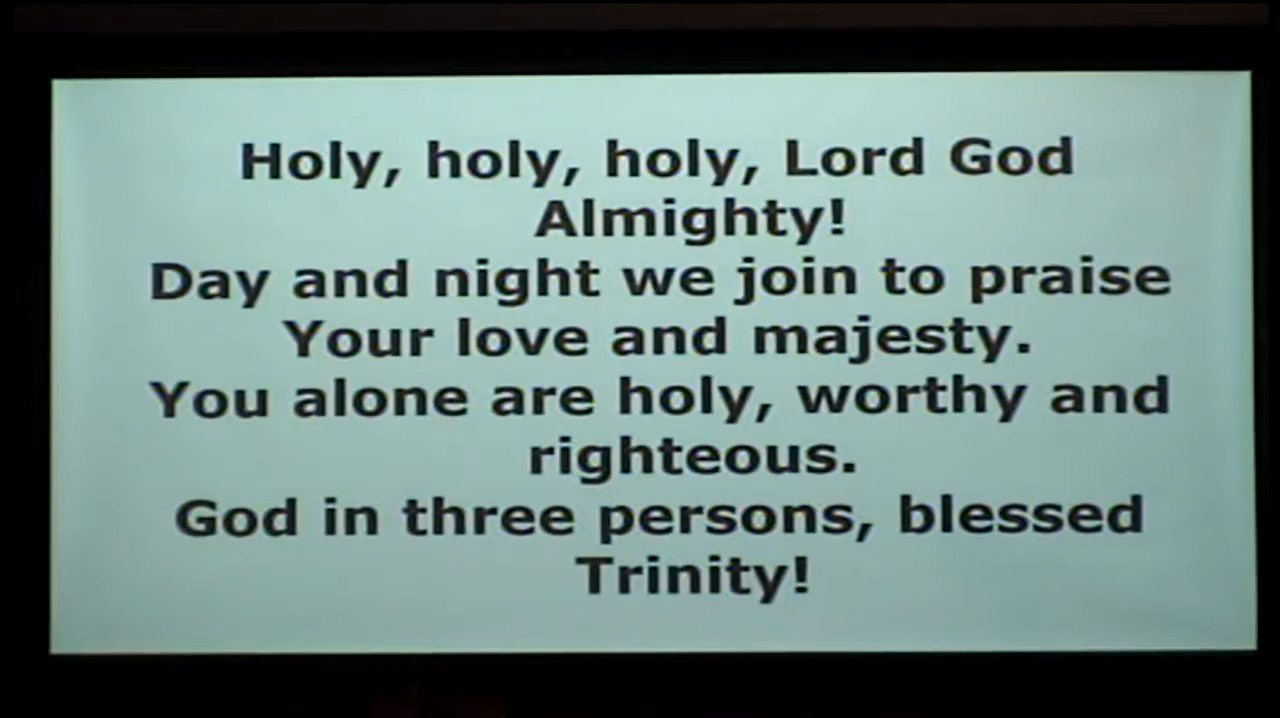 Holy, holy, holy, Lord God
Almighty!
Day and night we join to praise
Your love and majesty.
You alone are holy, worthy and
righteous.
God in three persons, blessed
Trinity!